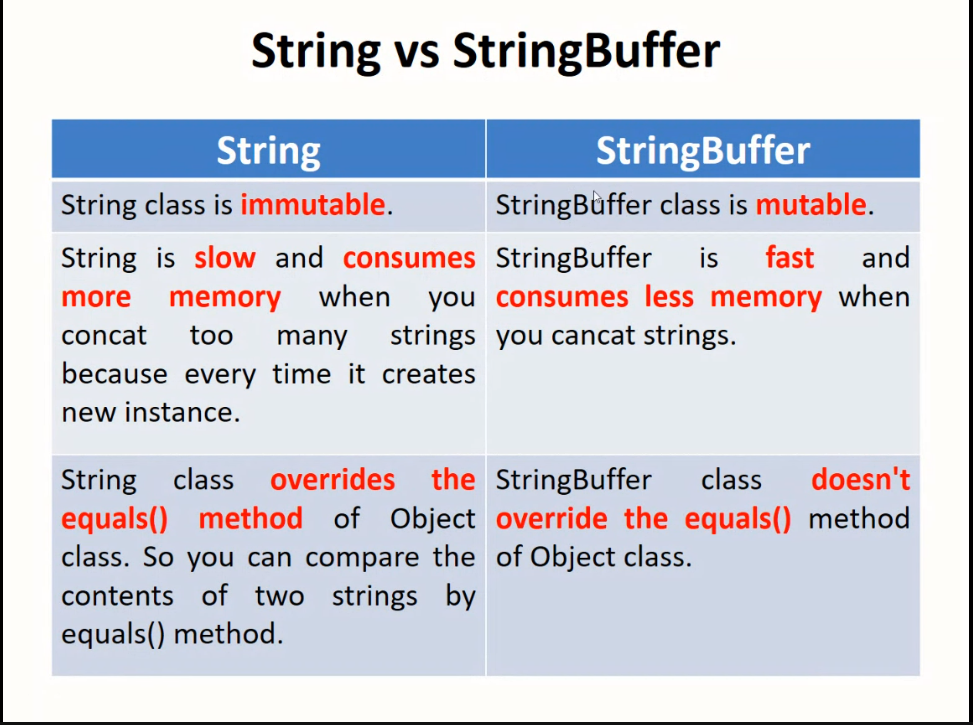 String vs StringBuffer
String
StringBuffer
String class is immutable.
StringBuffer class is mutable.
String is slow and consumes
more memory when you
concat too many strings
because every time it creates
new instance.
StringBuffer is fast and
consumes less memory when
you cancat strings.
String class overrides the
equals() method of Object
class. So you can compare the
contents of two strings by
equals() method.
StringBuffer class doesn't
override the equals() method
of Object class.